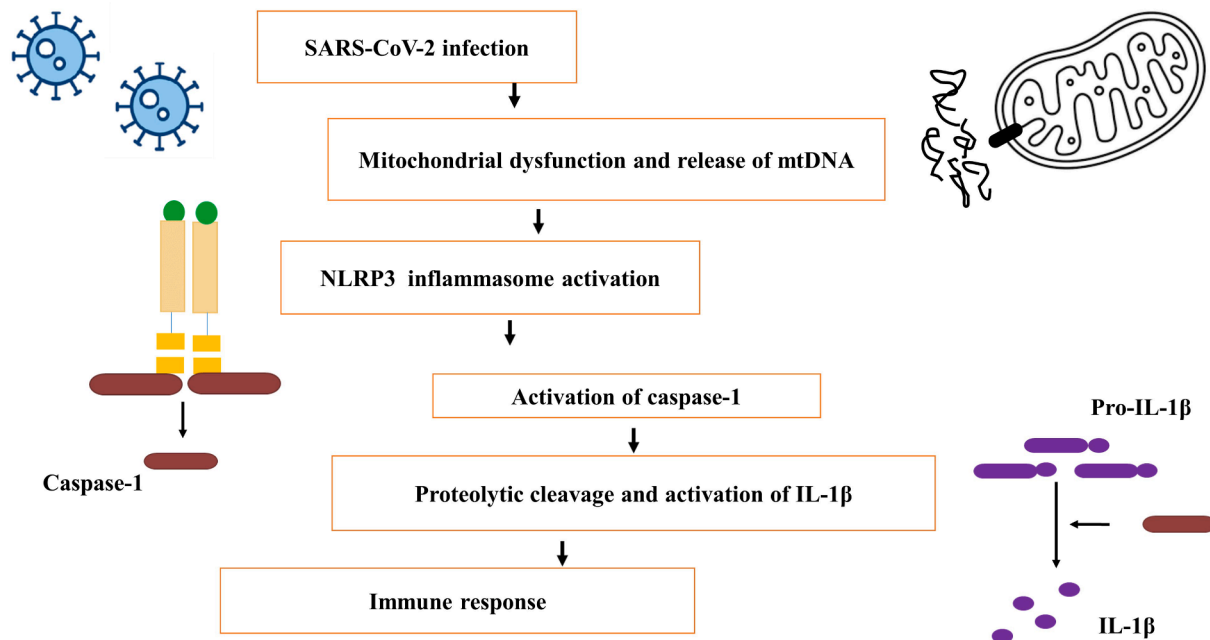 SARS-CoV-2 infection
Mitochondrial dysfunction and release of mtDNA
NLRP3 inflammasome activation
Activation of caspase-1
Pro-IL-1β
Caspase-1
Proteolytic cleavage and activation of IL-1β
Immune response
IL-1β